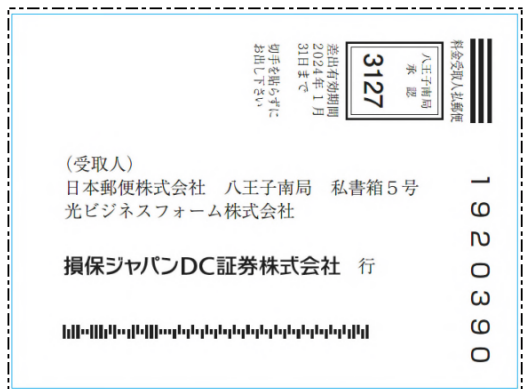 料金受取人払郵便
八王子南局
承認
3127
差出有効期間
2024年1月
31日まで
切手を貼らずに
お出し下さい
1920390
(受取人)
日本郵便株式会社　八王子南局　私書箱5号
光ビジネスフォーム株式会社
損保ジャパンDC証券株式会社　行